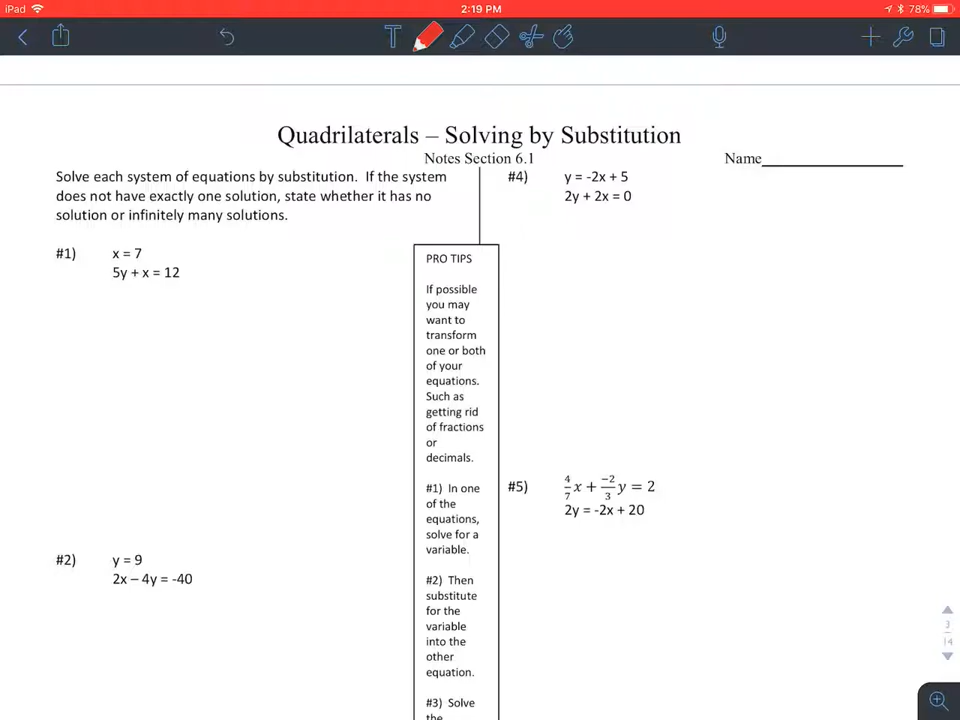 iPad
2:19 PM
78%
T
Quadrilaterals – Solving by Substitution
Notes Section 6.1
Name
Solve each system of equations by substitution. If the system
does not have exactly one solution, state whether it has no
solution or infinitely many solutions.
#1) x = 7
5y + x = 12
#2) y = 9
2x – 4y = -40
PRO TIPS
If possible
you may
want to
transform
one or both
of your
equations.
Such as
getting rid
of fractions
or
decimals.
#1) In one
of the
equations,
solve for a
variable.
#2) Then
substitute
for the
variable
into the
other
equation.
#3) Solve
the
#4) y = -2x + 5
2y + 2x = 0
#5) 4/7 x + -2/3 y = 2
2y = -2x + 20
3
14